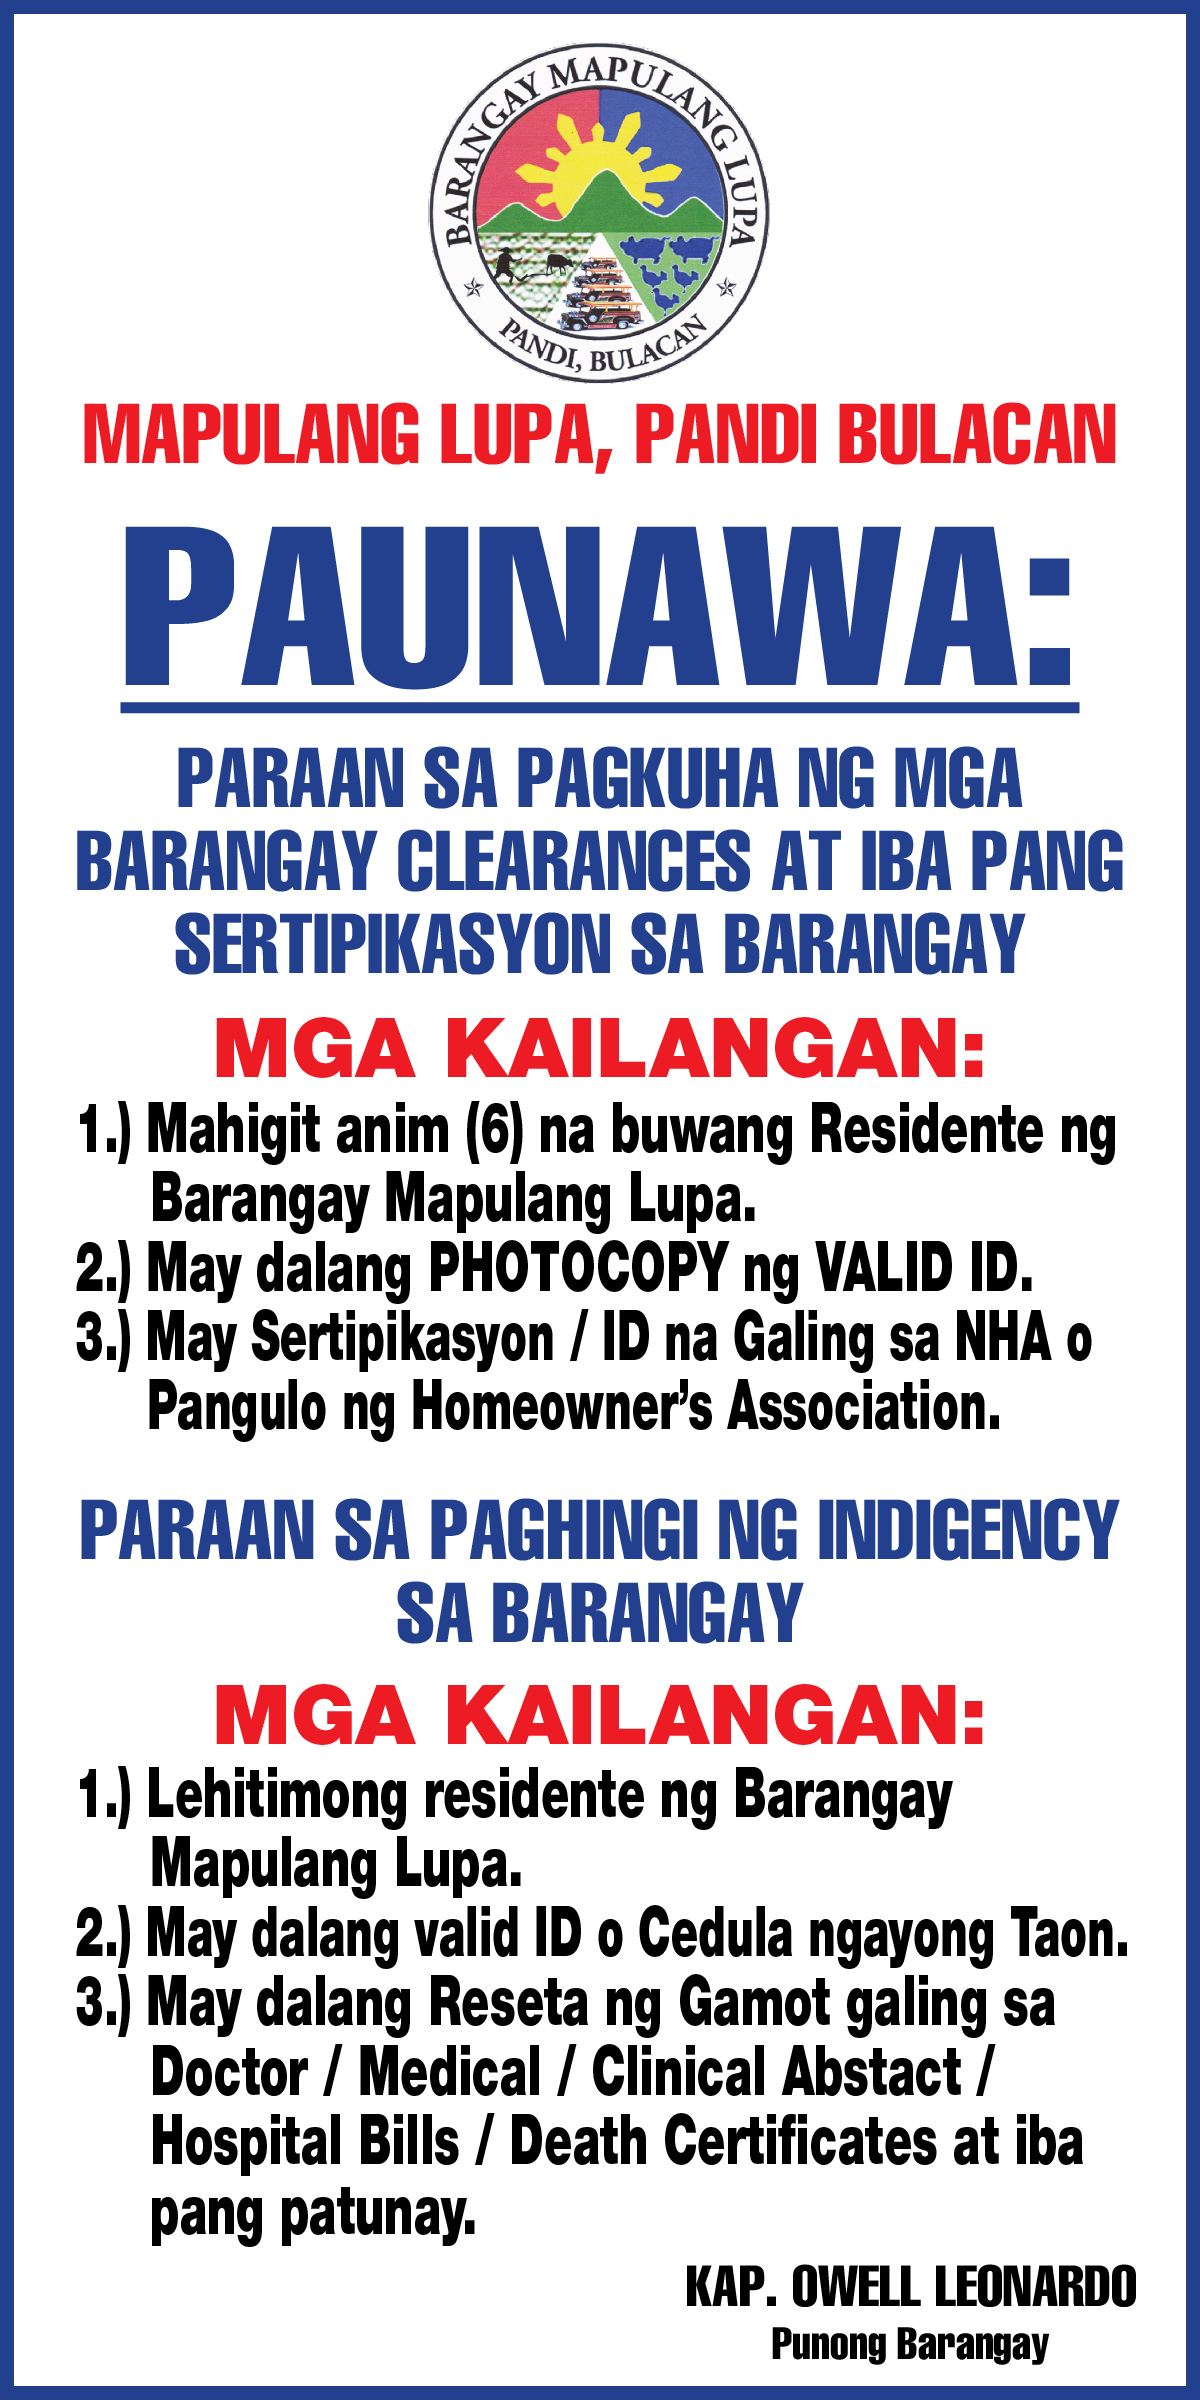 BARANGAY MAPULANG LUPA
PANDI, BULACAN
MAPULANG LUPA, PANDI BULACAN
PAUNAWA:
PARAAN SA PAGKUHA NG MGA
BARANGAY CLEARANCES AT IBA PANG
SERTIPIKASYON SA BARANGAY
MGA KAILANGAN:
1.) Mahigit anim (6) na buwang Residente ng
Barangay Mapulang Lupa.
2.) May dalang PHOTOCOPY ng VALID ID.
3.) May Sertipikasyon / ID na Galing sa NHA o
Pangulo ng Homeowner’s Association.
PARAAN SA PAGHINGI NG INDIGENCY
SA BARANGAY
MGA KAILANGAN:
1.) Lehitimong residente ng Barangay
Mapulang Lupa.
2.) May dalang valid ID o Cedula ngayong Taon.
3.) May dalang Reseta ng Gamot galing sa
Doctor / Medical / Clinical Abstact /
Hospital Bills / Death Certificates at iba
pang patunay.
KAP. OWELL LEONARDO
Punong Barangay